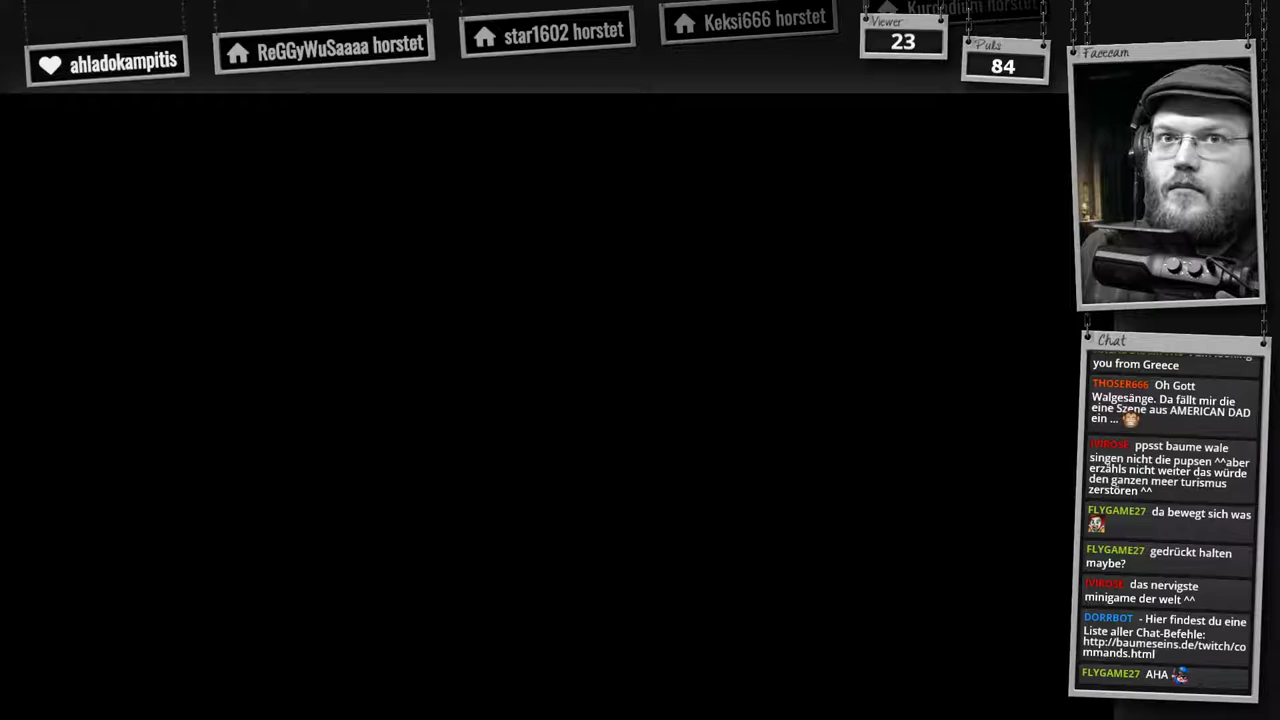 ahladokampitis
ReGGyWuSaaaa horstet
star1602 horstet
Keksi666 horstet
horstet
Viewer
23
Puls
84
Facecam
Chat
you from Greece
THOSER666 Oh Gott
Walgesänge. Da fällt mir die
eine Szene aus AMERICAN DAD
ein ...
IVIROSE ppsst baume wale
singen nicht die pupsen ^^aber
erzähls nicht weiter das würde
den ganzen meer turismus
zerstören ^^
FLYGAME27 da bewegt sich was
FLYGAME27 gedrückt halten
maybe?
IVIROSE das nervigste
minigame der welt ^^
DORRBOT - Hier findest du eine
Liste aller Chat-Befehle:
http://baumeseins.de/twitch/co
mmands.html
FLYGAME27 AHA